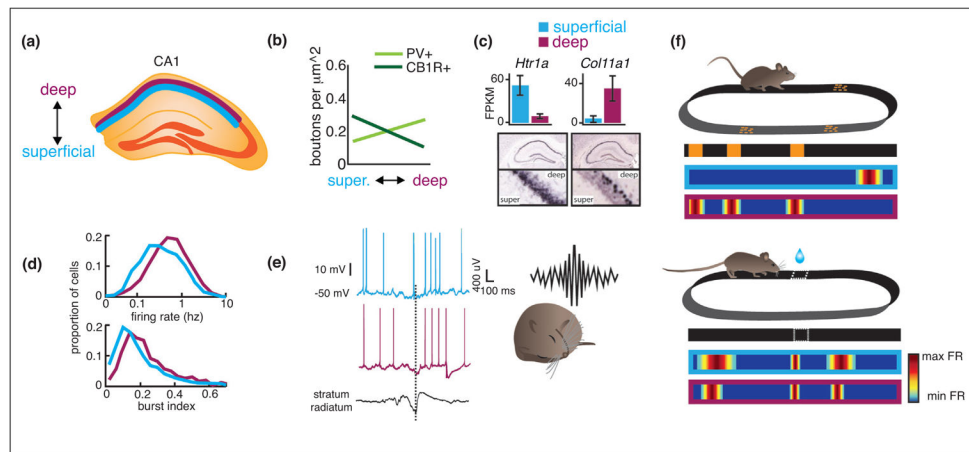 (a)
CA1
deep
superficial
(b)
boutons per μm^2
0.6
0.4
0.2
0
PV+
CB1R+
super.
deep
(c)
superficial
deep
Htr1a
Col11a1
FPKM
60
0
40
0
deep
super
deep
super
(d)
proportion of cells
0.2
0.1
0
0
0.1
1
10
firing rate (hz)
0.2
0.1
0
0
0.2
0.4
0.6
burst index
(e)
10 mV
-50 mV
400 uV
100 ms
stratum
radiatum
(f)
max FR
min FR